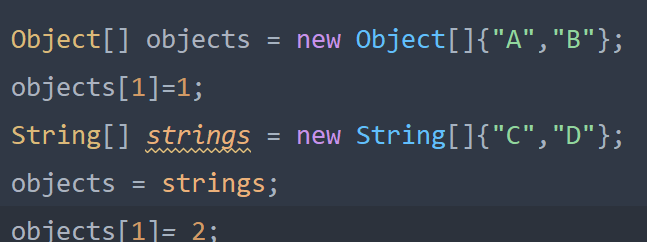 Object[] objects = new Object[]{"A","B"};
objects[1]=1;
String[] strings = new String[]{"C","D"};
objects = strings;
objects[1]= 2;